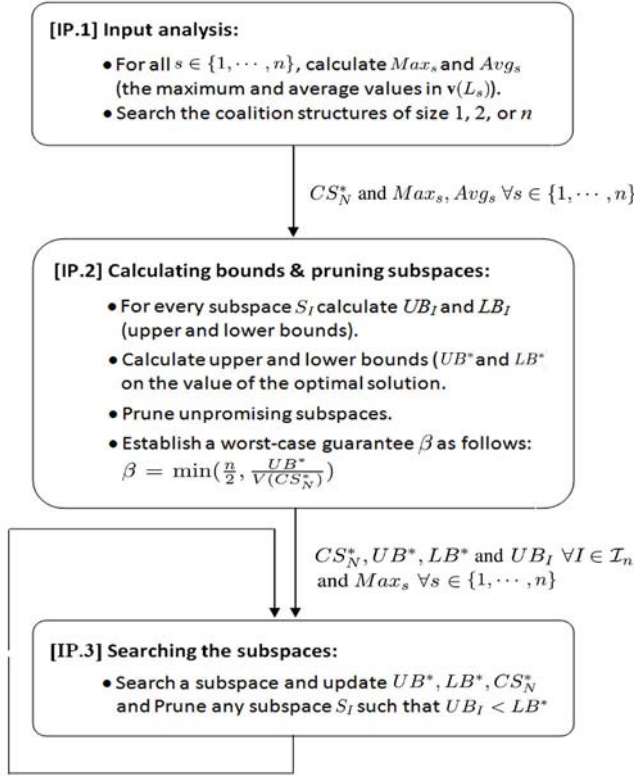 [IP.1] Input analysis:
• For all s ∈ {1, ⋯ , n}, calculate Max_s and Avg_s
(the maximum and average values in v(L_s)).
• Search the coalition structures of size 1, 2, or n
CS*_N and Max_s, Avg_s ∀s ∈ {1, ⋯ , n}
[IP.2] Calculating bounds & pruning subspaces:
• For every subspace S_I calculate UB_I and LB_I
(upper and lower bounds).
• Calculate upper and lower bounds (UB* and LB*
on the value of the optimal solution.
• Prune unpromising subspaces.
• Establish a worst-case guarantee β as follows:
β = min(n/2, UB*/V(CS*_N))
CS*_N, UB*, LB* and UB_I ∀I ∈ 𝓘_n
and Max_s ∀s ∈ {1, ⋯ , n}
[IP.3] Searching the subspaces:
• Search a subspace and update UB*, LB*, CS*_N
and Prune any subspace S_I such that UB_I < LB*